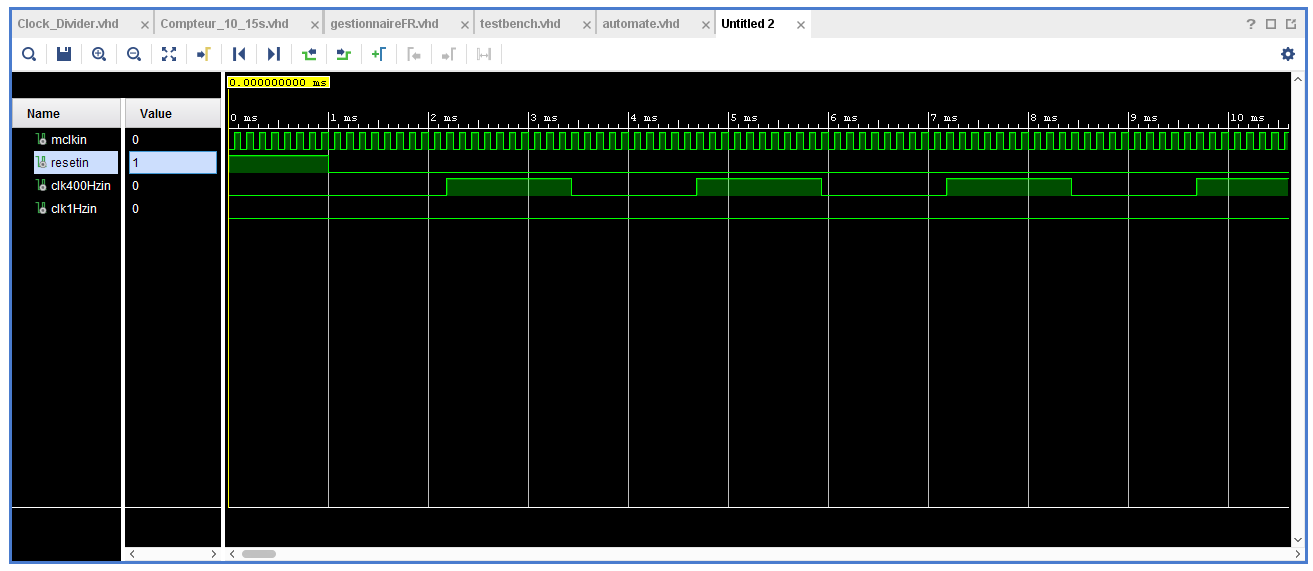 Clock_Divider.vhd × Compteur_10_15s.vhd × gestionnaireFR.vhd × testbench.vhd × automate.vhd × Untitled 2 × ?
0.000000000 ms
Name Value
0 ms 1 ms 2 ms 3 ms 4 ms 5 ms 6 ms 7 ms 8 ms 9 ms 10 ms
mclkin 0
resetin 1
clk400Hzin 0
clk1Hzin 0